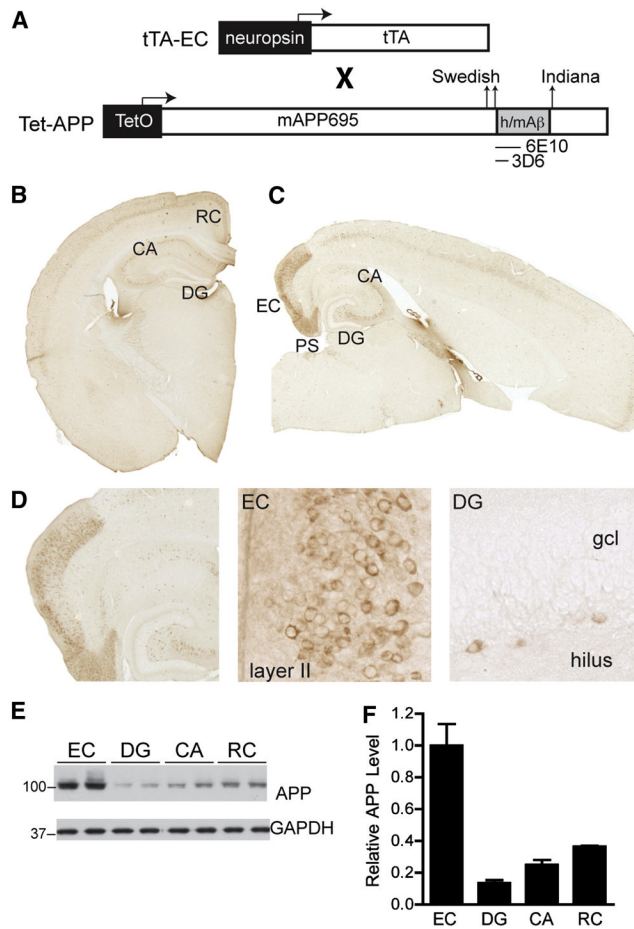 A
tTA-EC
neuropsin
tTA
X
Swedish
Indiana
Tet-APP
TetO
mAPP695
h/mAβ
6E10
3D6
B
RC
CA
DG
C
CA
EC
PS
DG
D
EC
layer II
DG
gcl
hilus
E
EC DG CA RC
100
APP
37
GAPDH
F
Relative APP Level
1.2
1.0
0.8
0.6
0.4
0.2
0
EC DG CA RC